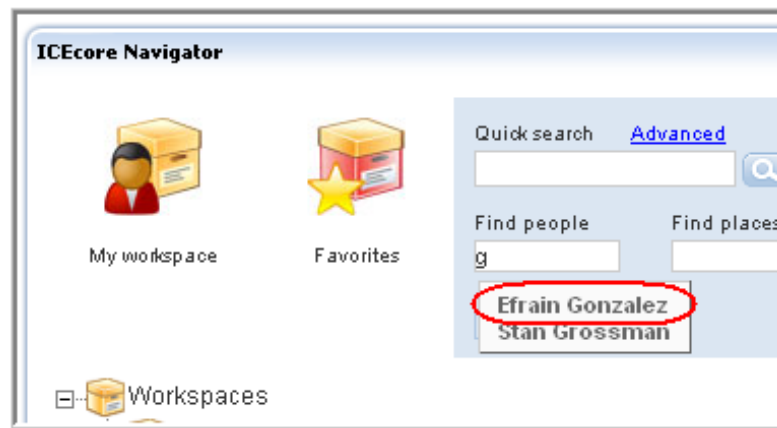 ICEcore Navigator
Quick search Advanced
Find people Find places
My workspace Favorites
g
Efrain Gonzalez
Stan Grossman
Workspaces